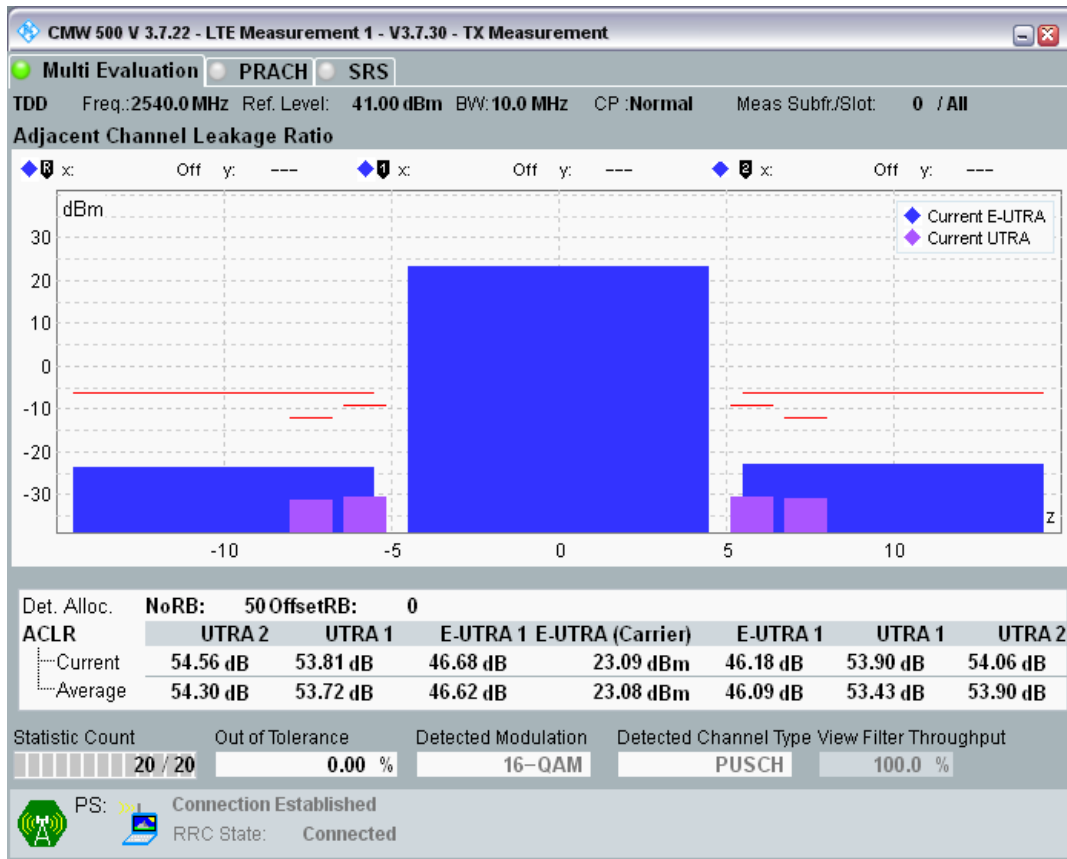 CMW 500 V 3.7.22 - LTE Measurement 1 - V3.7.30 - TX Measurement
Multi Evaluation PRACH SRS
TDD Freg.:2540.0 MHz Ref. Level: 41.00 dBm BW:10.0 MHz CP :Normal Meas Subfr./Slot: 0 / All
Adjacent Channel Leakage Ratio
R x: Off y: --- 1 x: Off y: --- 2 x: Off y: ---
dBm
Current E-UTRA
Current UTRA
30
20
10
0
-10
-20
-30
z
-10 -5 0 5 10
Det. Alloc. NoRB: 50 OffsetRB: 0
ACLR UTRA 2 UTRA 1 E-UTRA 1 E-UTRA (Carrier) E-UTRA 1 UTRA 1 UTRA 2
Current 54.56 dB 53.81 dB 46.68 dB 23.09 dBm 46.18 dB 53.90 dB 54.06 dB
Average 54.30 dB 53.72 dB 46.62 dB 23.08 dBm 46.09 dB 53.43 dB 53.90 dB
Statistic Count Out of Tolerance Detected Modulation Detected Channel Type View Filter Throughput
20 / 20 0.00 % 16-QAM PUSCH 100.0 %
PS: Connection Established
RRC State: Connected